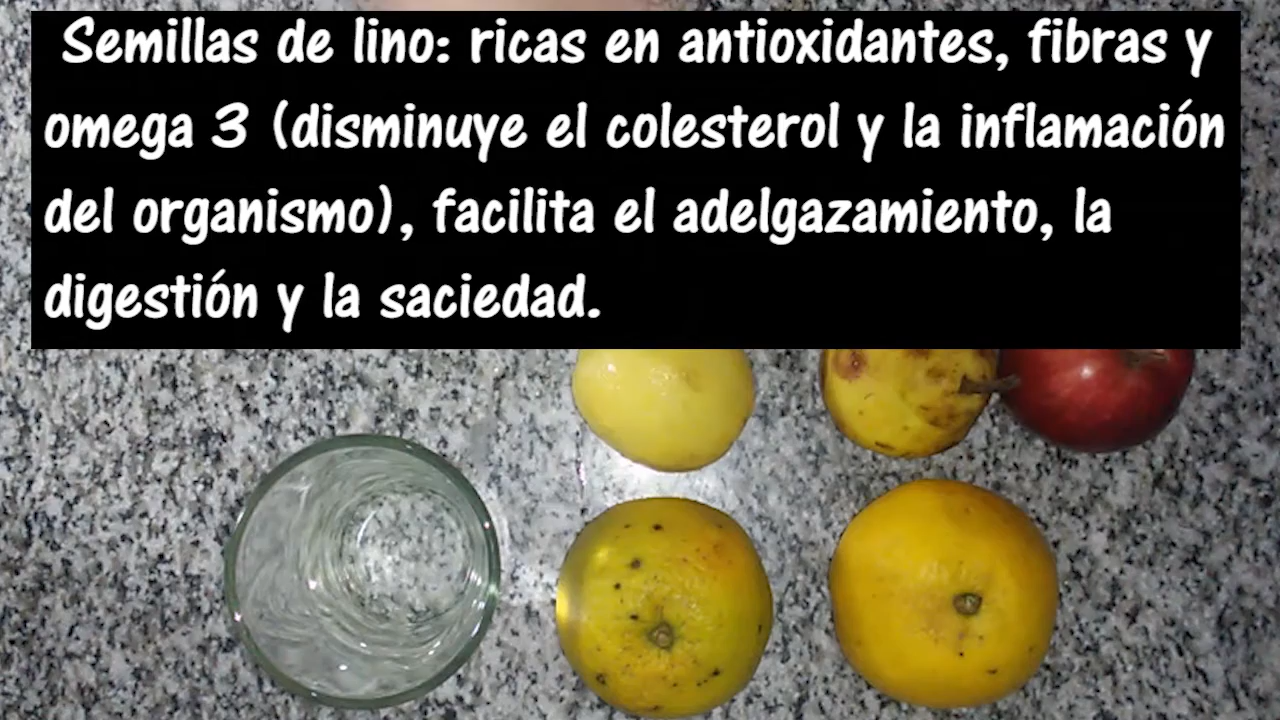 Semillas de lino: ricas en antioxidantes, fibras y
omega 3 (disminuye el colesterol y la inflamación
del organismo), facilita el adelgazamiento, la
digestión y la saciedad.